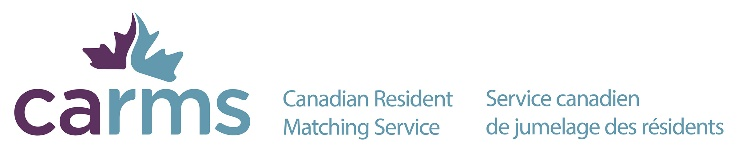 carms
Canadian Resident
Matching Service
Service canadien
de jumelage des résidents